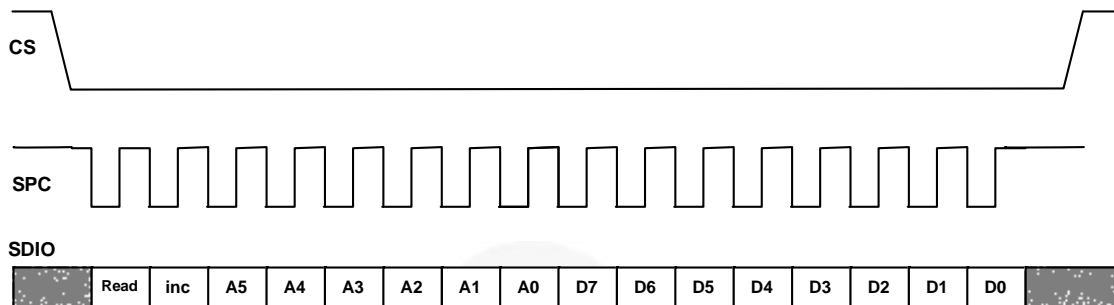 CS
SPC
SDIO
Read inc A5 A4 A3 A2 A1 A0 D7 D6 D5 D4 D3 D2 D1 D0